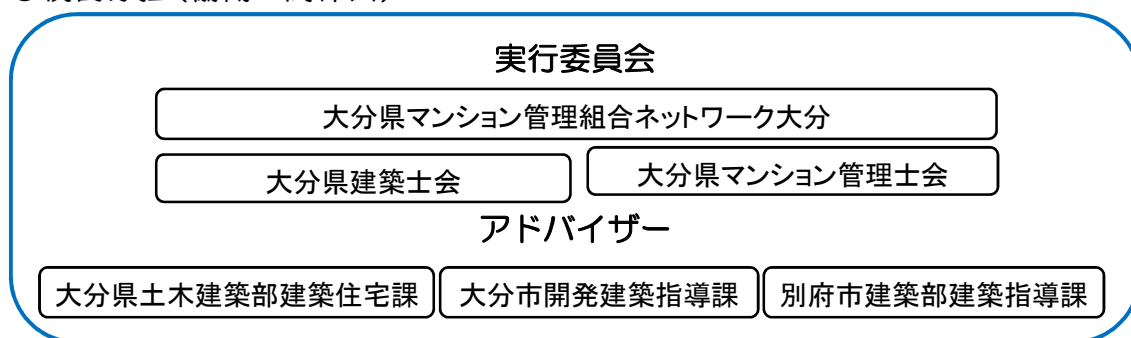 実行委員会
大分県マンション管理組合ネットワーク大分
大分県建築士会
大分県マンション管理士会
アドバイザー
大分県土木建築部建築住宅課
大分市開発建築指導課
別府市建築部建築指導課